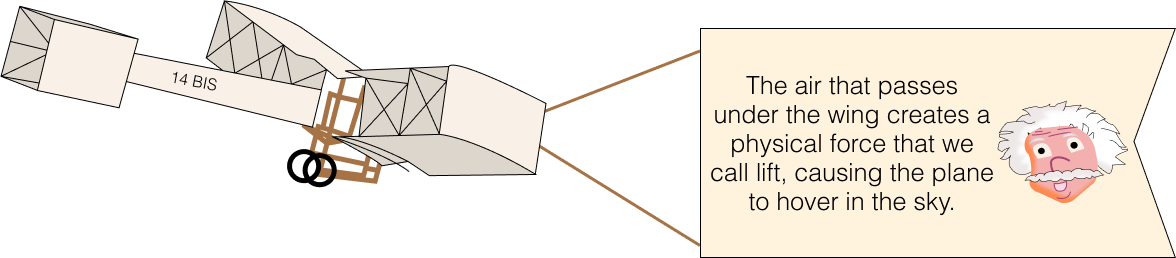 14 BIS
The air that passes
under the wing creates a
physical force that we
call lift, causing the plane
to hover in the sky.